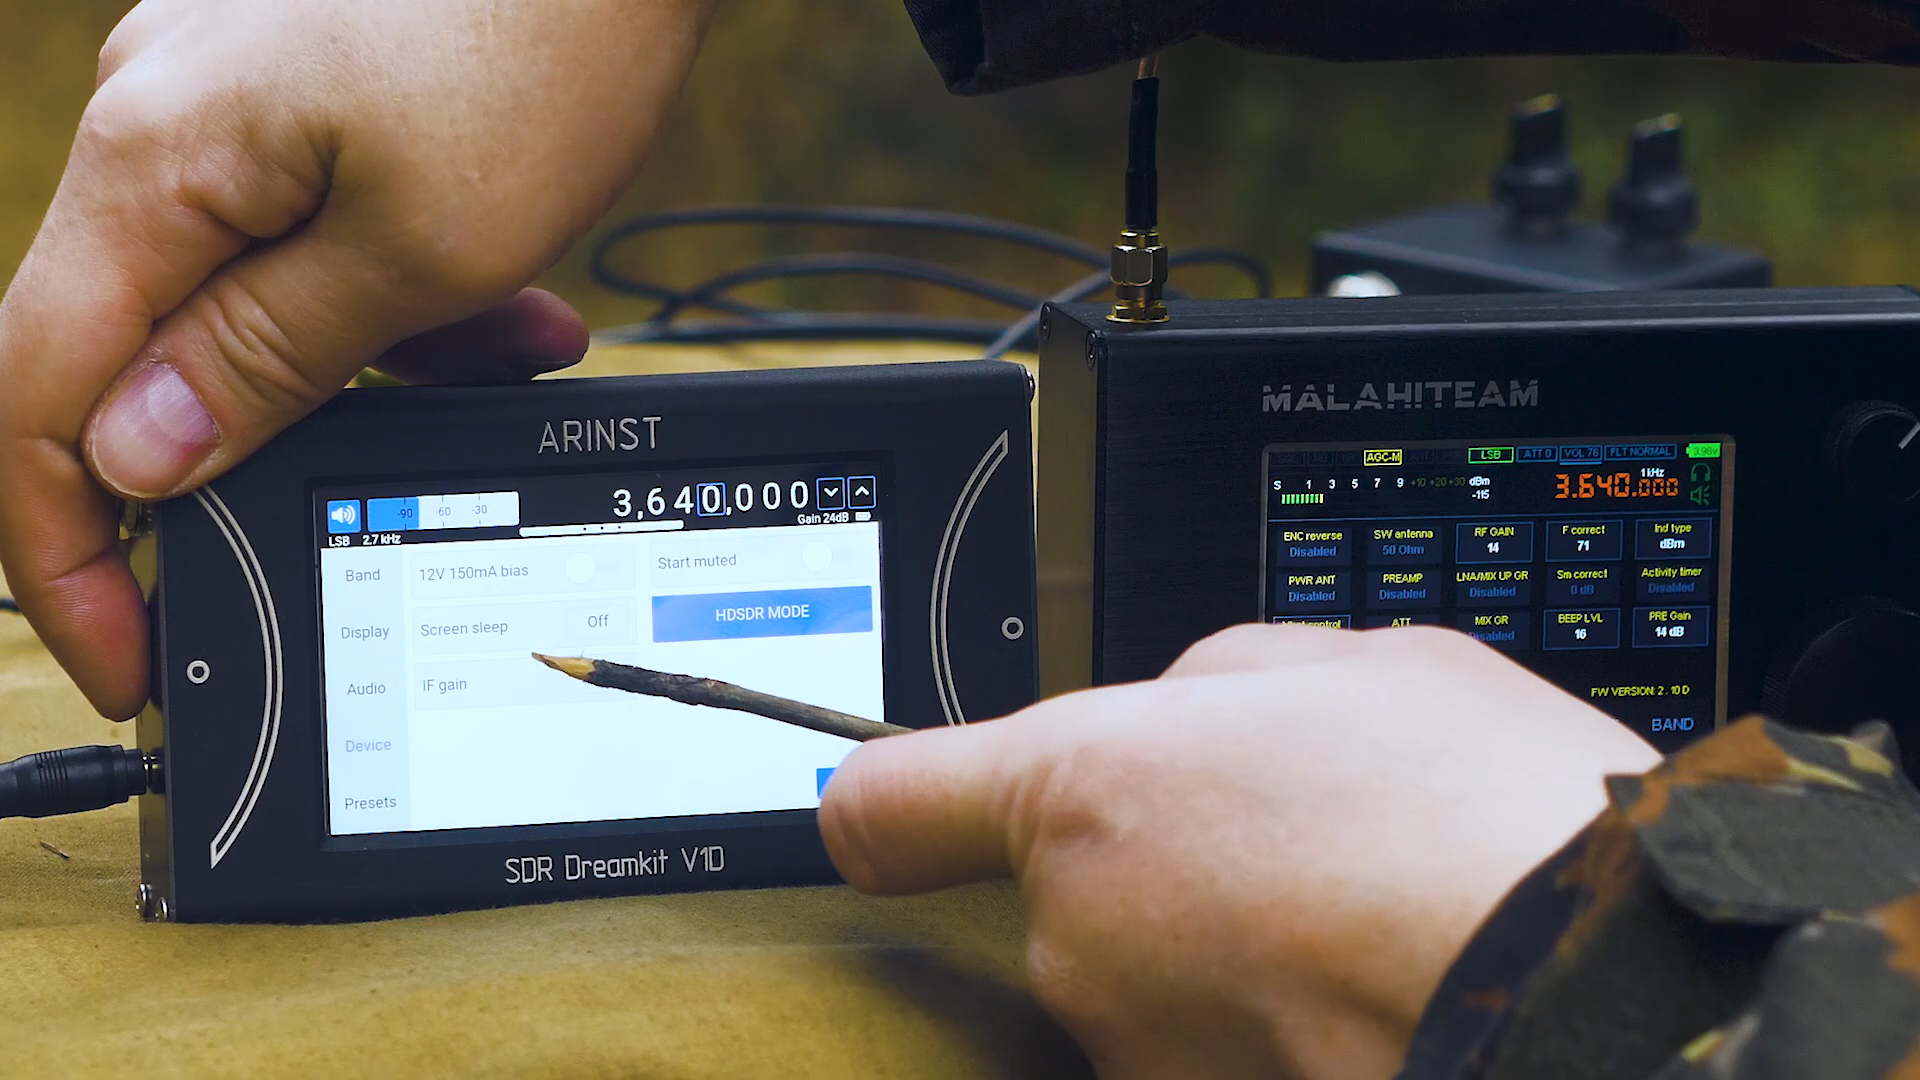 ARINST
-90 -60 -30
3,640,000
Gain 24dB
LSB 2.7 kHz
Band
Display
Audio
Device
Presets
12V 150mA bias
Start muted
Screen sleep
Off
HDSDR MODE
IF gain
SDR Dreamkit V1D
MALAHITEAM
AGC-M
LSB
ATT 0
VOL 76
FLT NORMAL
S 1 3 5 7 9 +10 +20 +30 dBm
-115
1kHz
3.640.000
ENC reverse
Disabled
SW antenna
50 Ohm
RF GAIN
14
F correct
71
Ind type
dBm
PWR ANT
Disabled
PREAMP
Disabled
LNA/MIX UP GR
Disabled
Sm correct
0 dB
Activity timer
Disabled
ATT
MIX GR
BEEP LVL
16
PRE Gain
14 dB
FW VERSION: 2.10D
BAND